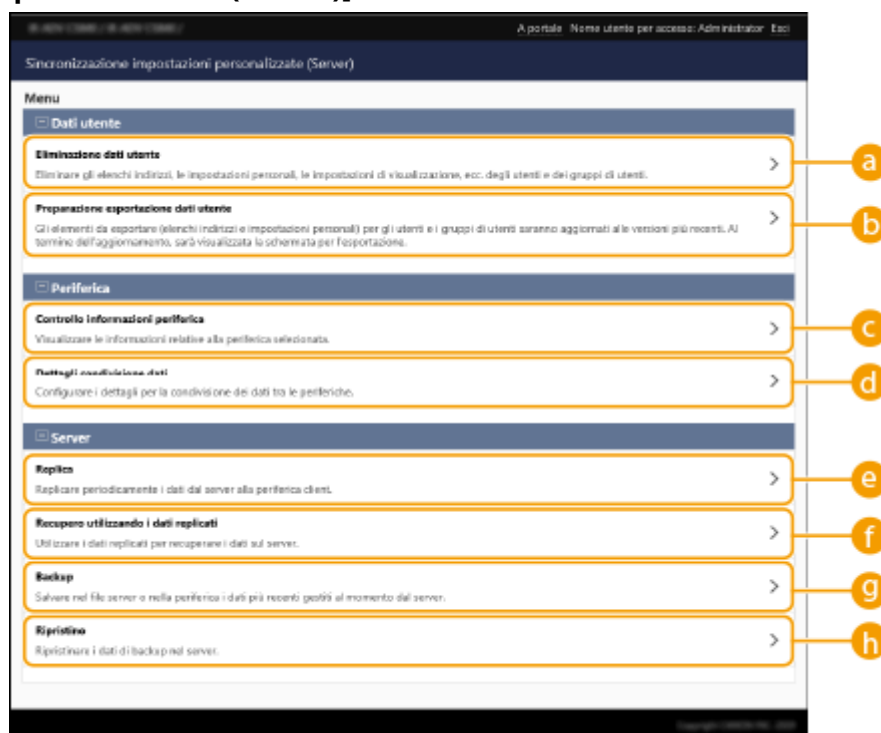 A portale Nome utente per accesso: Administrator Esci
Sincronizzazione impostazioni personalizzate (Server)
Menu
Dati utente
Eliminazione dati utente
Eliminare gli elenchi indirizzi, le impostazioni personali, le impostazioni di visualizzazione, ecc. degli utenti e dei gruppi di utenti.
a
Preparazione esportazione dati utente
Gli elementi da esportare (elenchi indirizzi e impostazioni personali) per gli utenti e i gruppi di utenti saranno aggiornati alle versioni più recenti. Al
termine dell'aggiornamento, sarà visualizzata la schermata per l'esportazione.
b
Periferica
Controllo informazioni periferica
Visualizzare le informazioni relative alla periferica selezionata.
c
Dettagli condivisione dati
Configurare i dettagli per la condivisione dei dati tra le periferiche.
d
Server
Replica
Replicare periodicamente i dati dal server alla periferica client.
e
Recupero utilizzando i dati replicati
Utilizzare i dati replicati per recuperare i dati sul server.
f
Backup
Salvare nel file server o nella periferica i dati più recenti gestiti al momento dal server.
g
Ripristino
Ripristinare i dati di backup nel server.
h